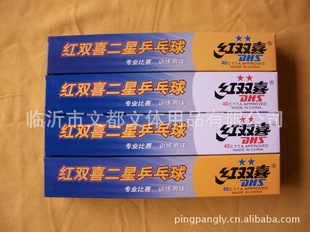 红双喜二星乒乓球
专业比赛 训练用球
★★
红双喜®
DHS
40 C.T.T.A. APPROVED
MADE IN CHINA
红双喜二星乒乓球
专业比赛 训练用球
★★
红双喜
DHS
40 C.T.T.A. APPROVED
MADE IN CHINA
临沂市文都文体用品有限公司
红双喜二星乒乓球
专业比赛 训练用球
★★
红双喜
DHS
40 C.T.T.A. APPROVED
MADE IN CHINA
红双喜二星乒乓球
专业比赛 训练用球
★★
红双喜
DHS
40 C.T.T.A. APPROVED
MADE IN CHINA
pingpangly.cn.alibaba.com